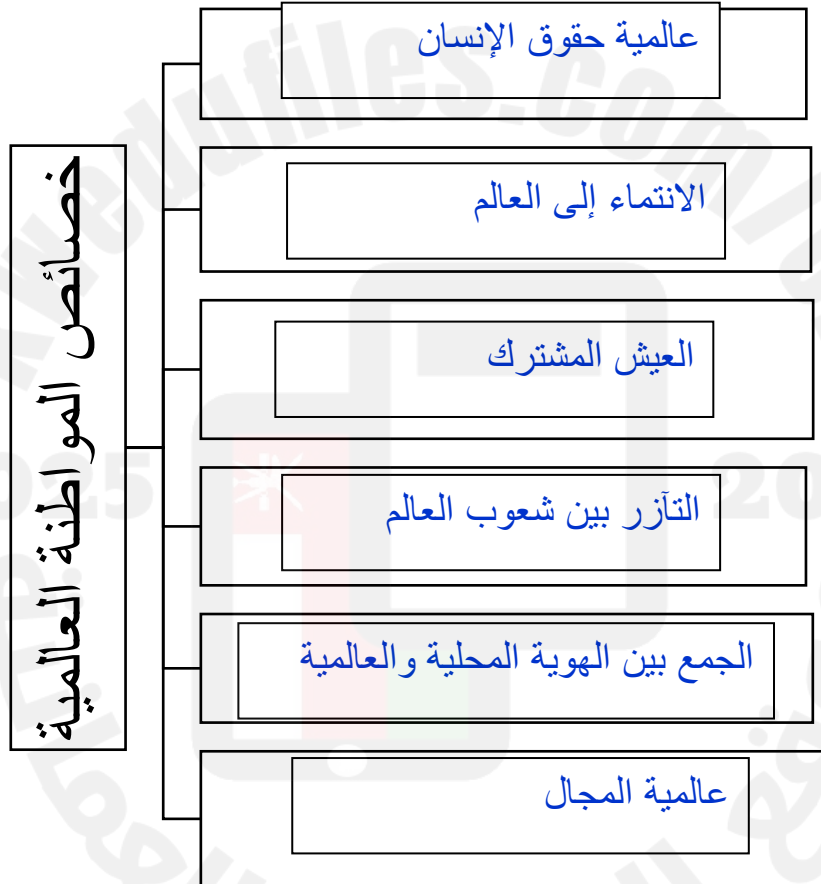 خصائص المواطنة العالمية
عالمية حقوق الإنسان
الانتماء إلى العالم
العيش المشترك
التآزر بين شعوب العالم
الجمع بين الهوية المحلية والعالمية
عالمية المجال